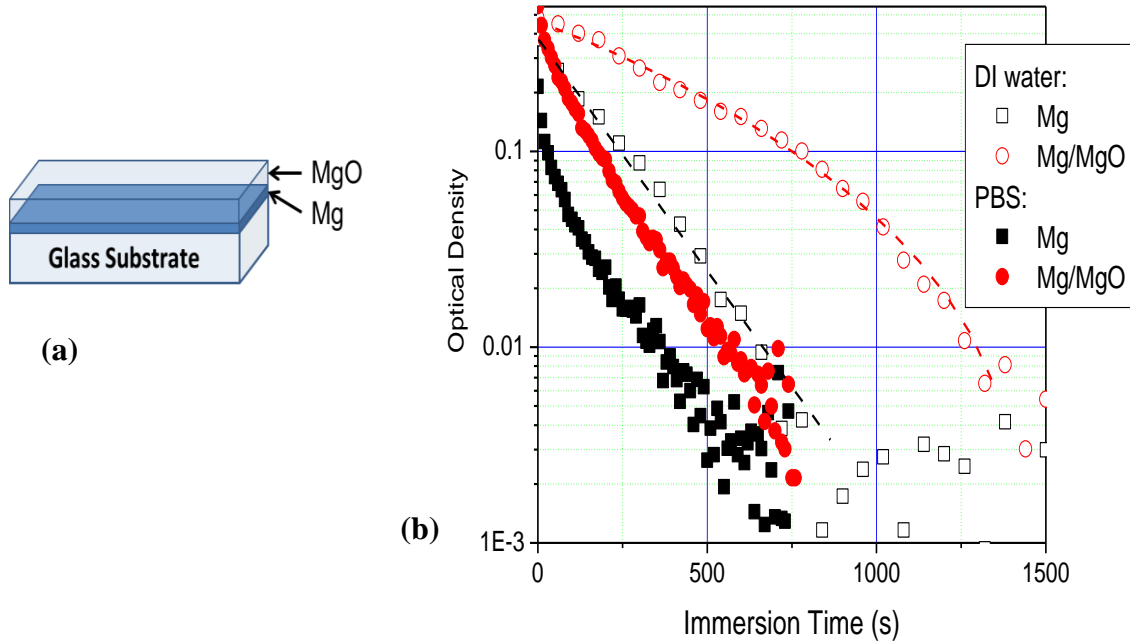 MgO
Mg
Glass Substrate
(a)
(b)
Optical Density
0.1
0.01
1E-3
0
500
1000
1500
Immersion Time (s)
DI water:
Mg
Mg/MgO
PBS:
Mg
Mg/MgO